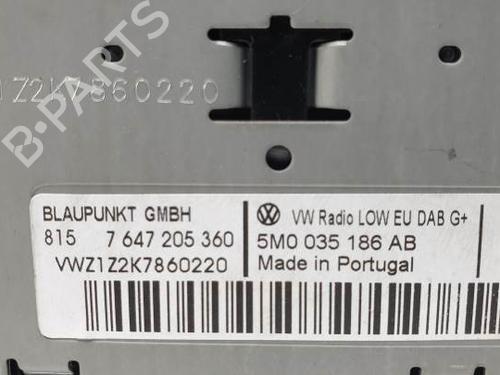 B-PARTS
1Z2K7860220
BLAUPUNKT GMBH
VW Radio LOW EU DAB G+
815 7 647 205 360
5M0 035 186 AB
VWZ1Z2K7860220
Made in Portugal